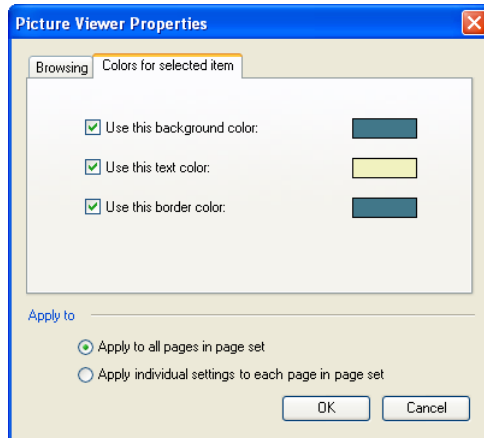 Picture Viewer Properties
Browsing Colors for selected item
Use this background color:
Use this text color:
Use this border color:
Apply to
Apply to all pages in page set
Apply individual settings to each page in page set
OK Cancel